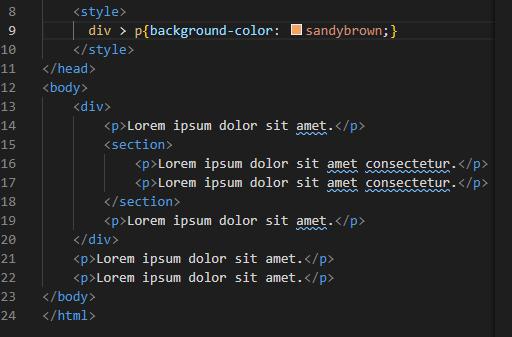 8 <style>
9 div > p{background-color: sandybrown;}
10 </style>
11 </head>
12 <body>
13 <div>
14 <p>Lorem ipsum dolor sit amet.</p>
15 <section>
16 <p>Lorem ipsum dolor sit amet consectetur.</p>
17 <p>Lorem ipsum dolor sit amet consectetur.</p>
18 </section>
19 <p>Lorem ipsum dolor sit amet.</p>
20 </div>
21 <p>Lorem ipsum dolor sit amet.</p>
22 <p>Lorem ipsum dolor sit amet.</p>
23 </body>
24 </html>